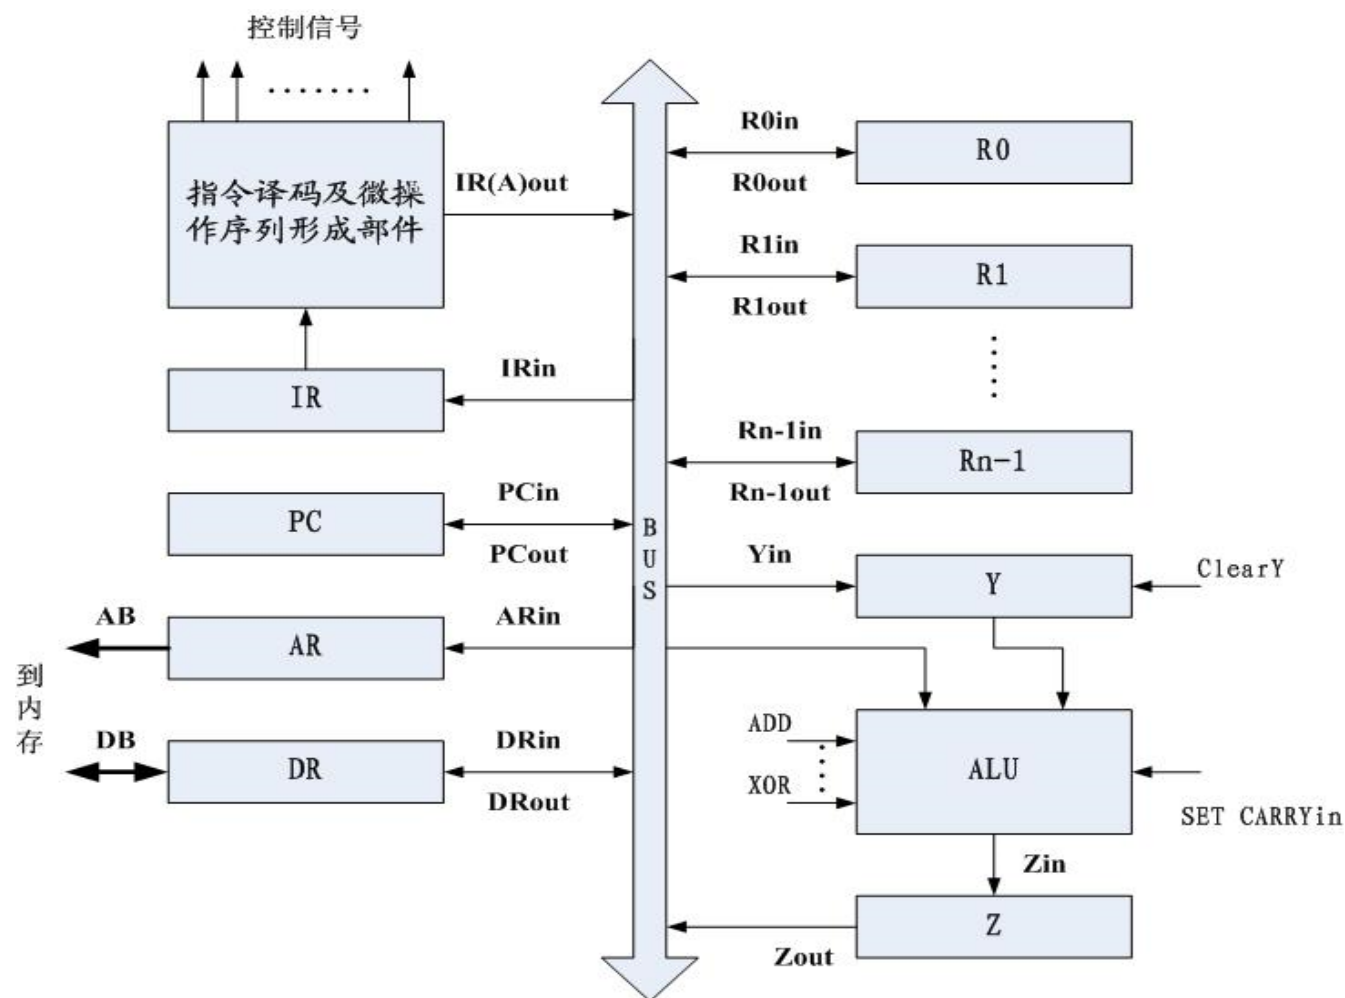 控制信号
指令译码及微操
作序列形成部件
IR(A)out
IRin
IR
PCin
PC
PCout
AB
ARin
AR
到
内
存
DB
DRin
DR
DRout
B
U
S
R0in
R0
R0out
R1in
R1
R1out
Rn-1in
Rn-1
Rn-1out
Yin
Y
ClearY
ADD
ALU
XOR
SET CARRYin
Zin
Z
Zout